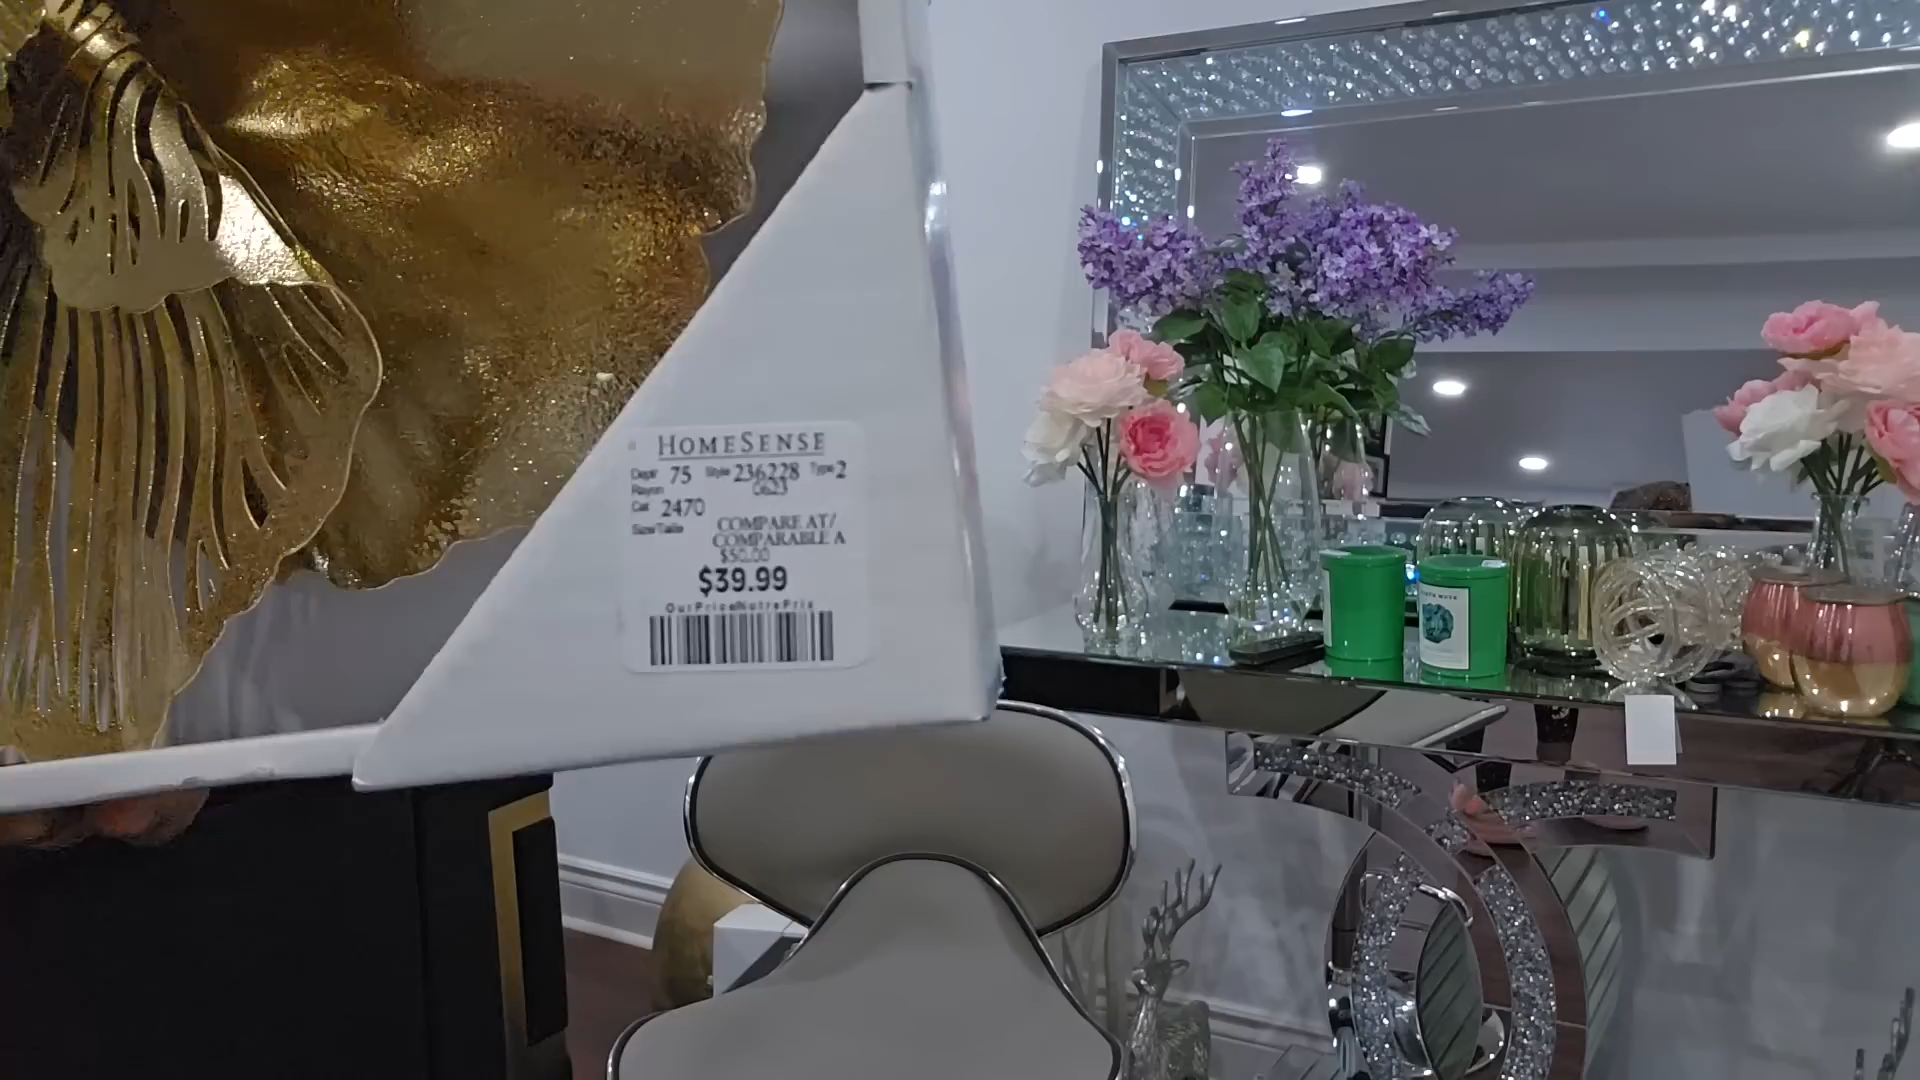 HOMESENSE
Dept 75 Style 236228 Type 2
Rayon 0623
Cat 2470
Size/Taille COMPARE AT/
COMPARABLE A
$50.00
$39.99
OurPrice/NotrePrix